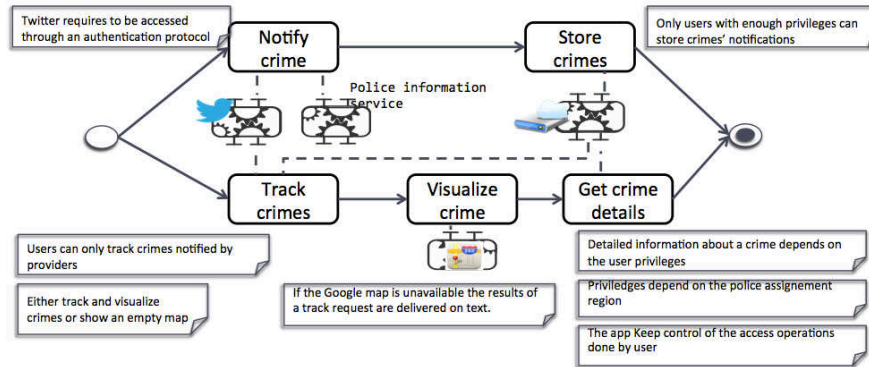 Twitter requires to be accessed
through an authentication protocol
Notify
crime
Store
crimes
Only users with enough privileges can
store crimes' notifications
Police information
service
Track
crimes
Visualize
crime
Get crime
details
Users can only track crimes notified by
providers
Either track and visualize
crimes or show an empty map
If the Google map is unavailable the results of
a track request are delivered on text.
Detailed information about a crime depends on
the user privileges
Priviledges depend on the police assignement
region
The app Keep control of the access operations
done by user